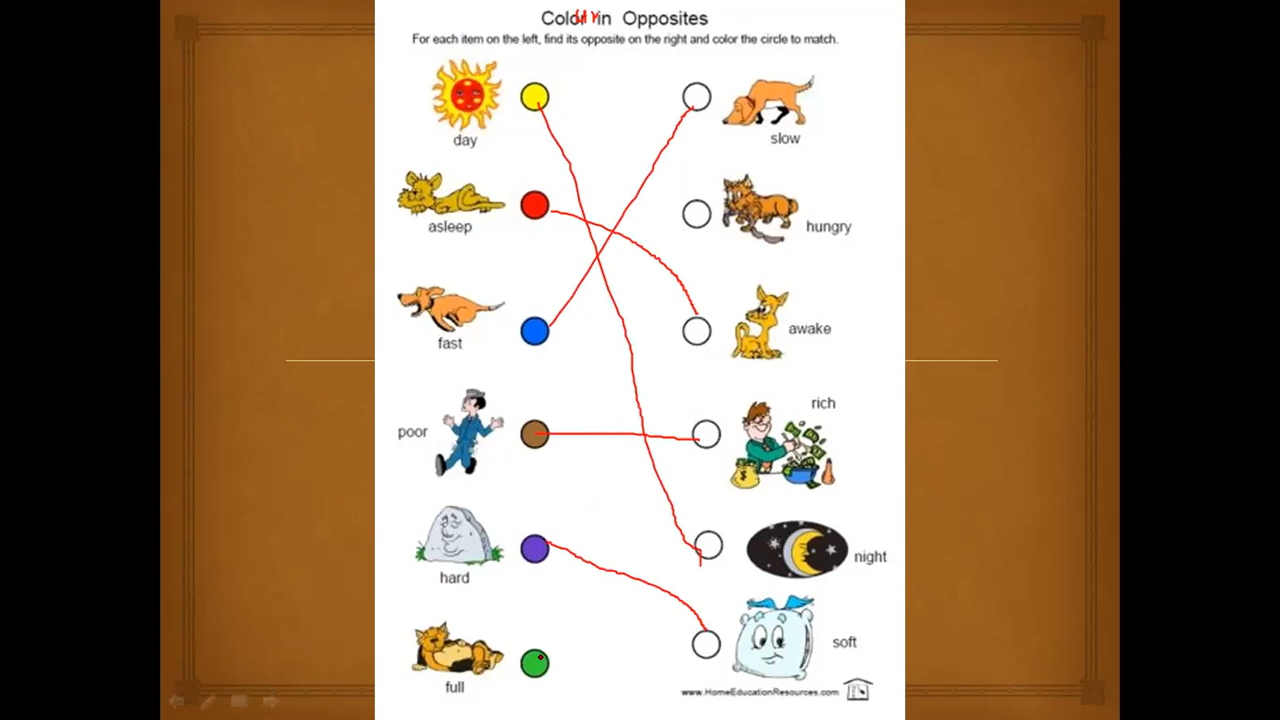 Color in Opposites
For each item on the left, find its opposite on the right and color the circle to match.
day
slow
asleep
hungry
fast
awake
poor
rich
hard
night
full
soft
www.HomeEducationResources.com